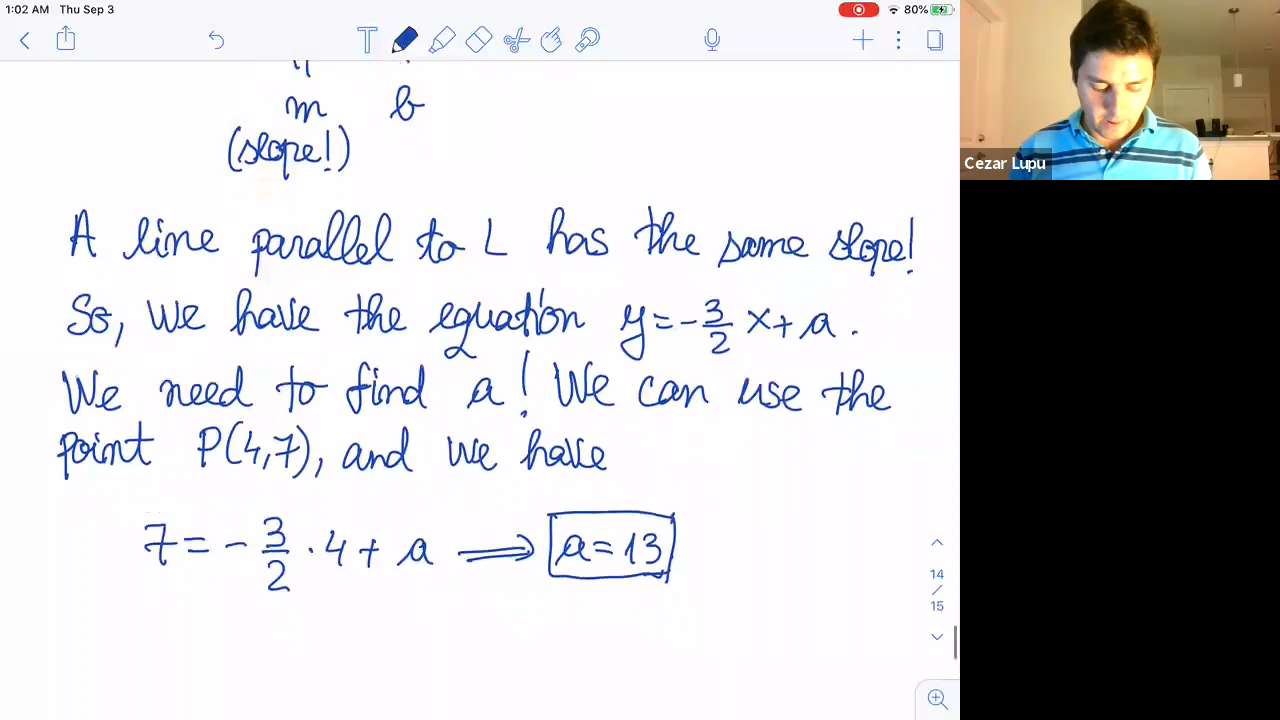 1:02 AM Thu Sep 3
80%
m b
(slope!)
A line parallel to L has the same slope!
So, we have the equation y = -3/2 x + a.
We need to find a! We can use the
point P(4,7), and we have
7 = -3/2 · 4 + a ⟹ a = 13
14
/
15
Cezar Lupu